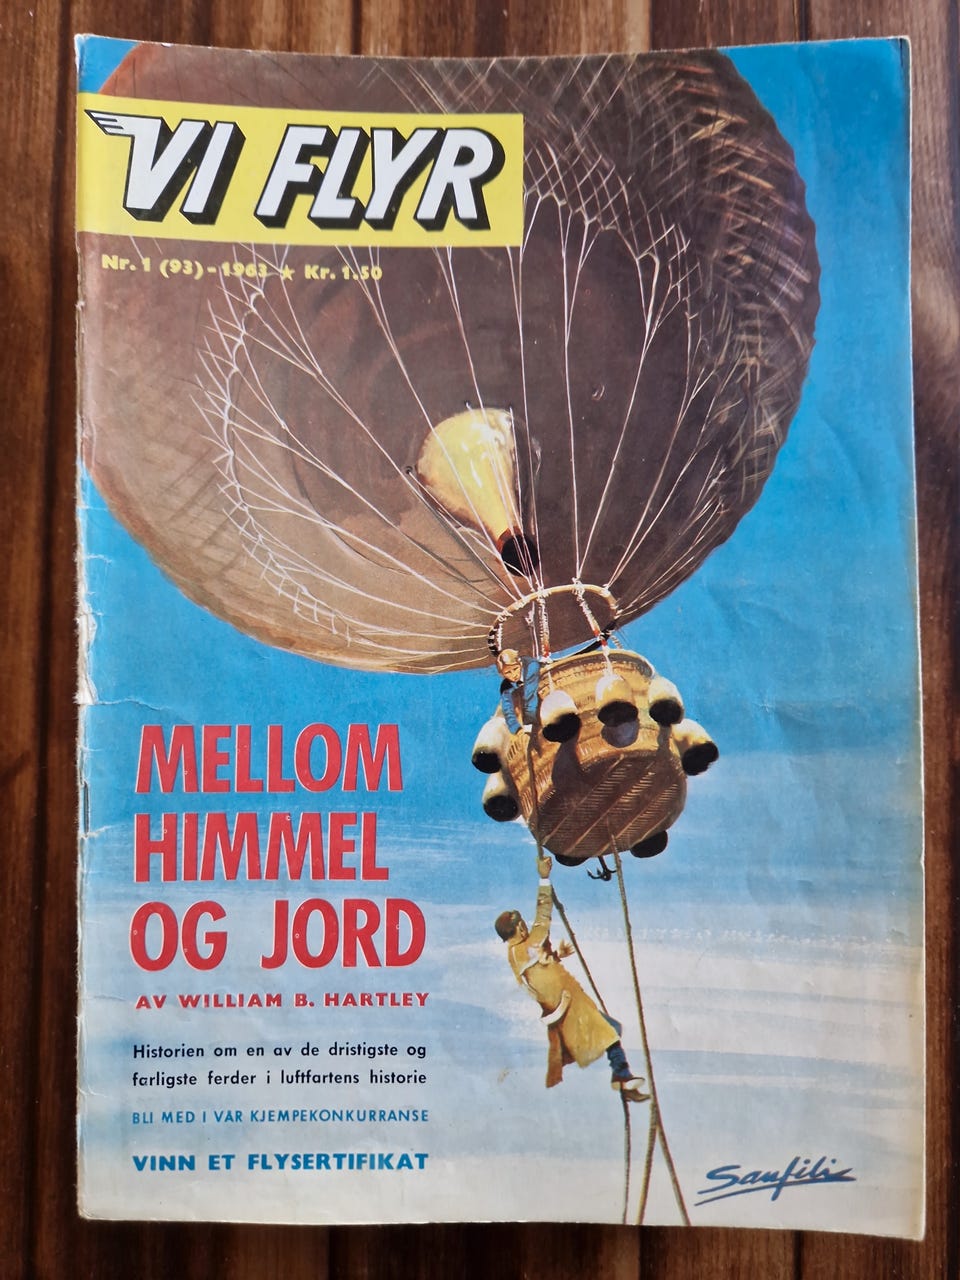 VI FLYR
Nr. 1 (93) - 1963 ★ Kr. 1.50
MELLOM
HIMMEL
OG JORD
AV WILLIAM B. HARTLEY
Historien om en av de dristigste og
farligste ferder i luftfartens historie
BLI MED I VÅR KJEMPEKONKURRANSE
VINN ET FLYSERTIFIKAT
Sanfilis